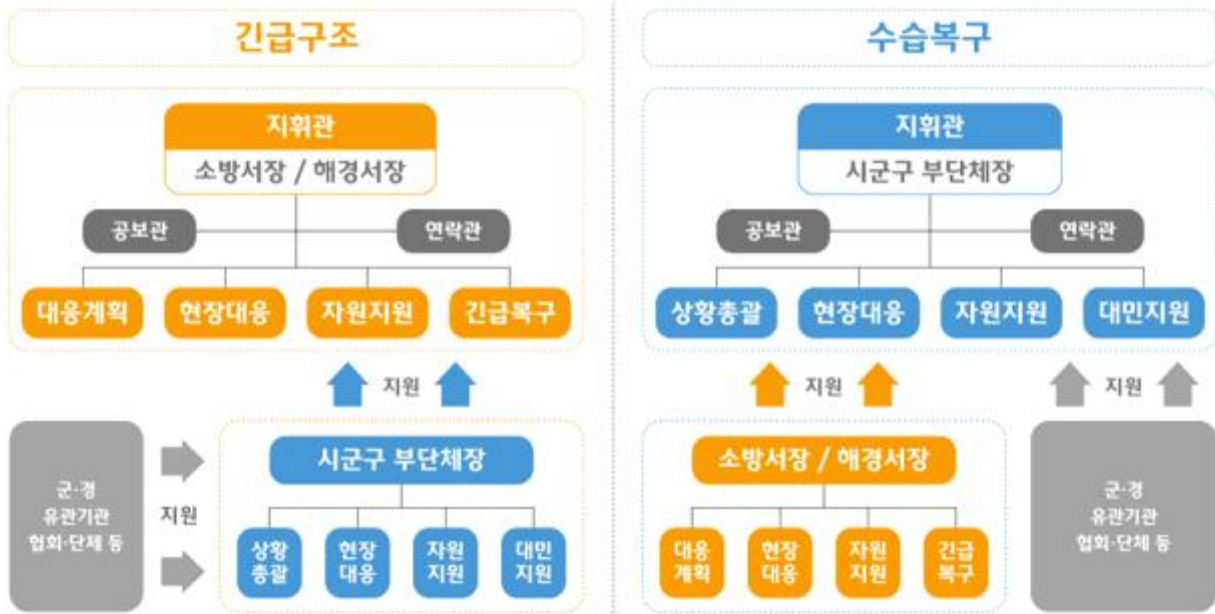 긴급구조
지휘관
소방서장 / 해경서장
공보관
연락관
대응계획
현장대응
자원지원
긴급복구
지원
군·경
유관기관
협회·단체 등
지원
시군구 부단체장
상황
총괄
현장
대응
자원
지원
대민
지원
수습복구
지휘관
시군구 부단체장
공보관
연락관
상황총괄
현장대응
자원지원
대민지원
지원
지원
소방서장 / 해경서장
대응
계획
현장
대응
자원
지원
긴급
복구
군·경
유관기관
협회·단체 등